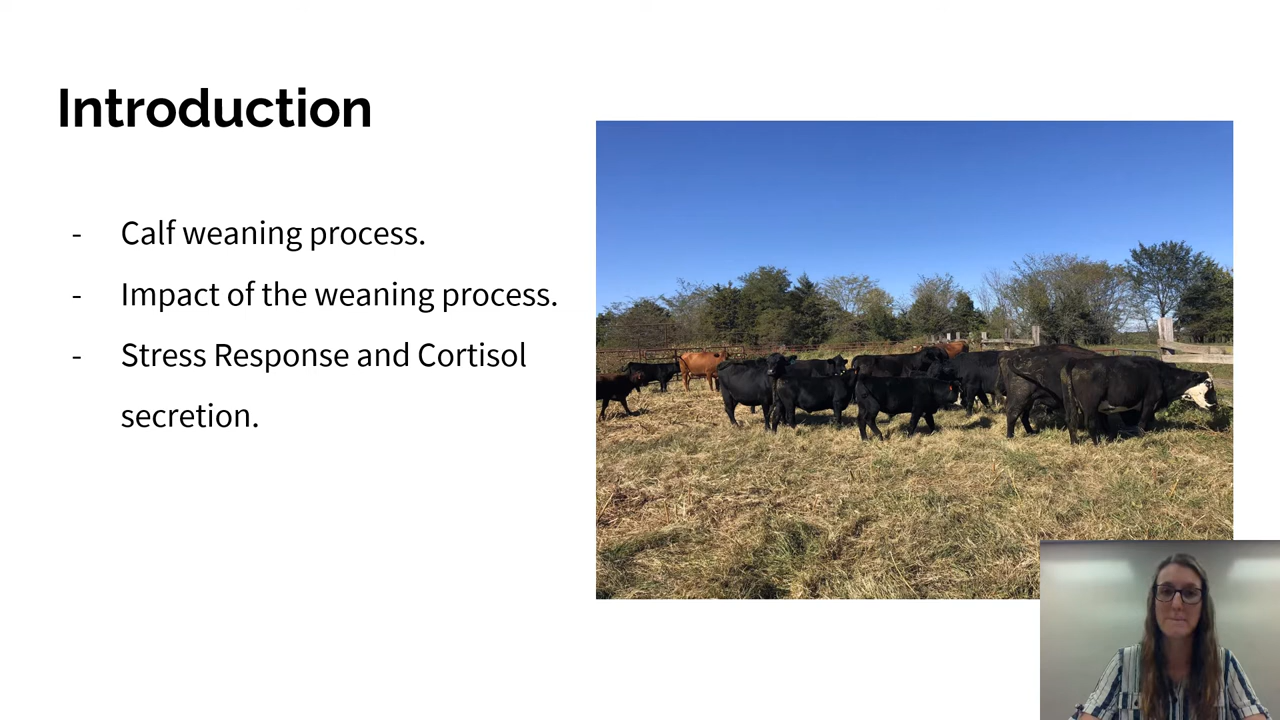 Introduction
- Calf weaning process.
- Impact of the weaning process.
- Stress Response and Cortisol
secretion.